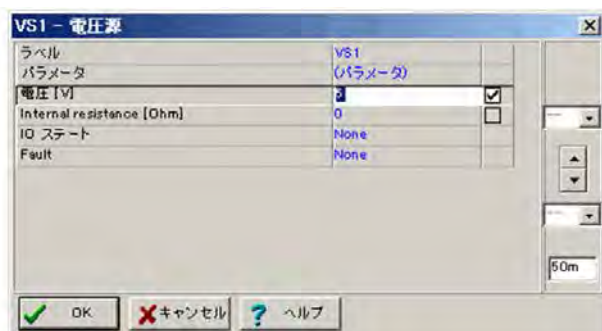 VS1 - 電圧源
ラベル VS1
パラメータ (パラメータ)
電圧 [V]
Internal resistance [Ohm] 0
IO ステート None
Fault None
50m
OK キャンセル ? ヘルプ